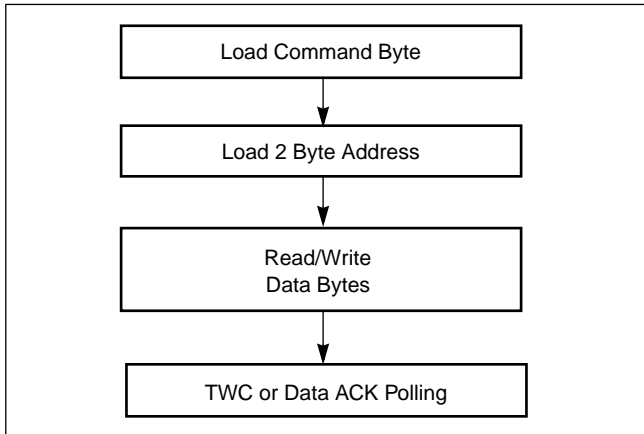 Load Command Byte
Load 2 Byte Address
Read/Write
Data Bytes
TWC or Data ACK Polling